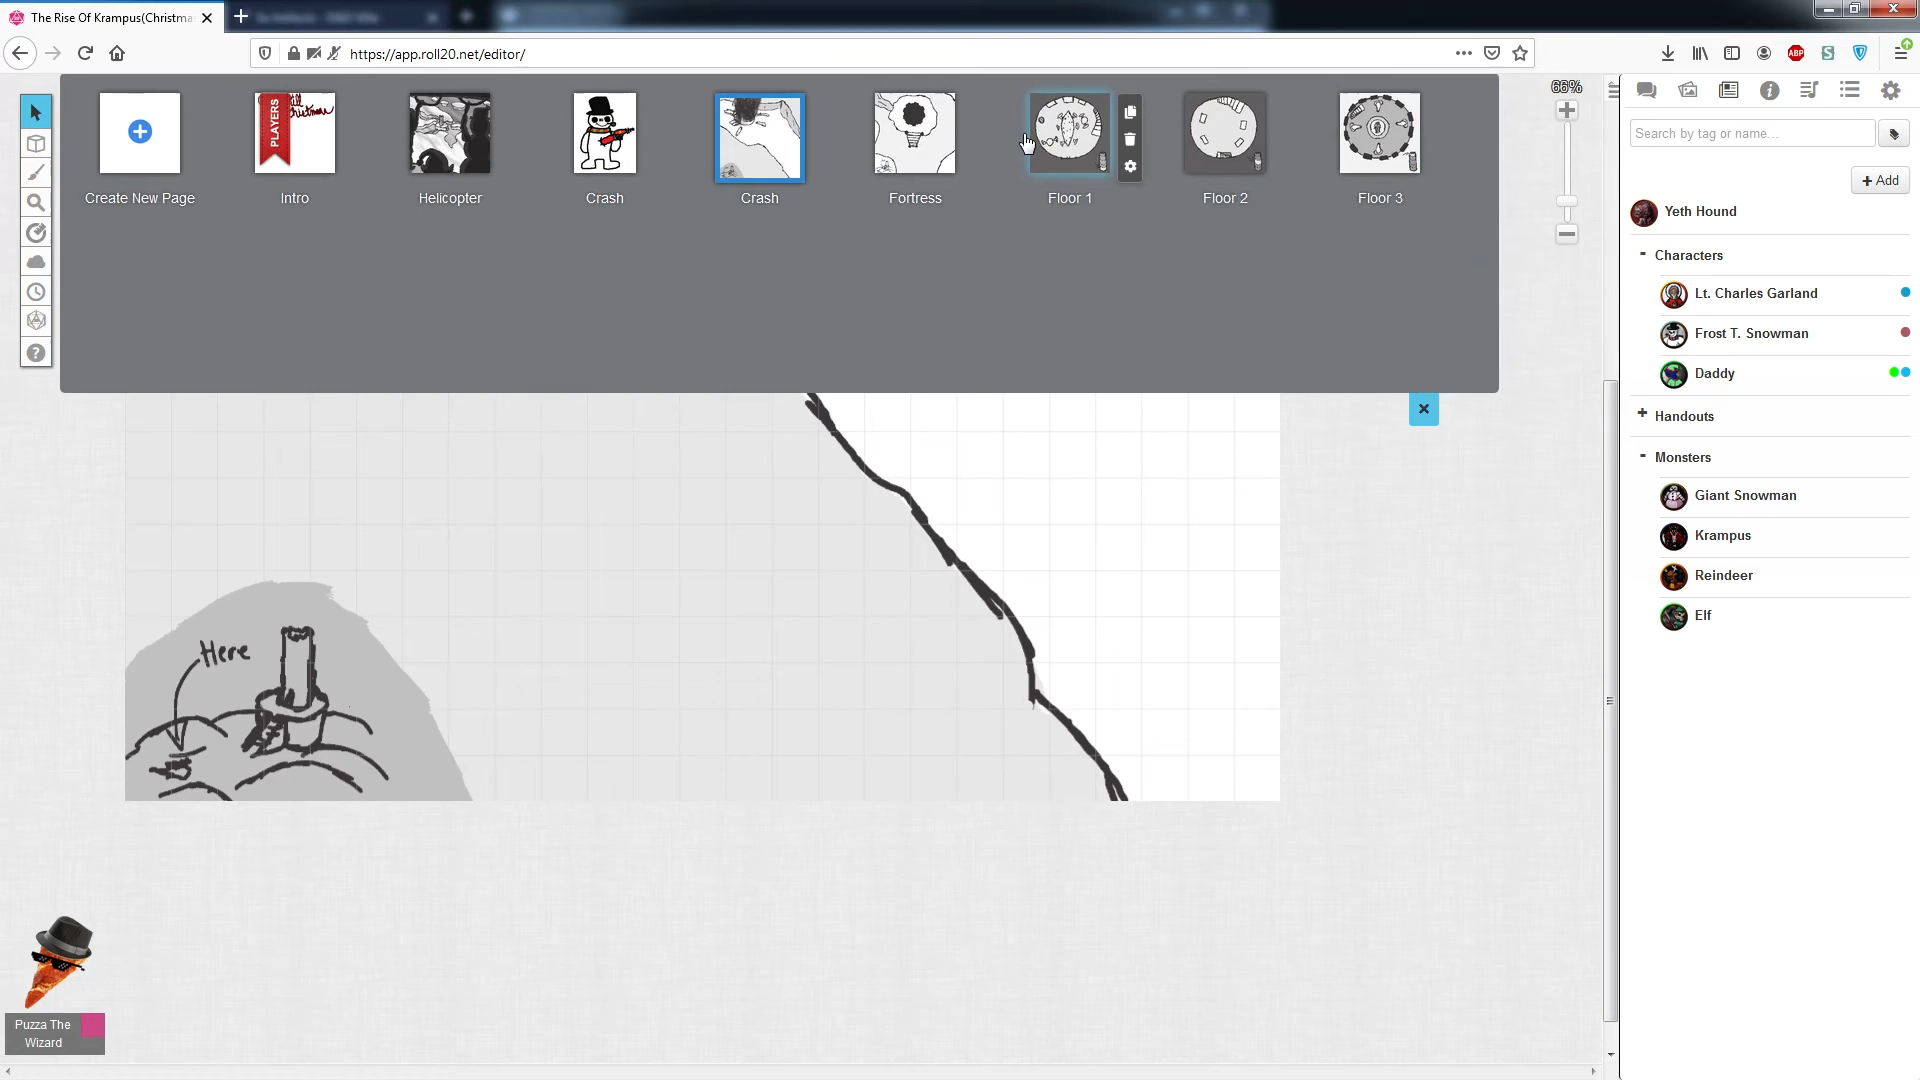 The Rise Of Krampus(Christma
https://app.roll20.net/editor/
ABP
66%
PLAYERS
Create New Page
Intro
Helicopter
Crash
Crash
Fortress
Floor 1
Floor 2
Floor 3
Search by tag or name...
+ Add
Yeth Hound
- Characters
Lt. Charles Garland
Frost T. Snowman
Daddy
+ Handouts
- Monsters
Giant Snowman
Krampus
Reindeer
Elf
Here
Puzza The
Wizard